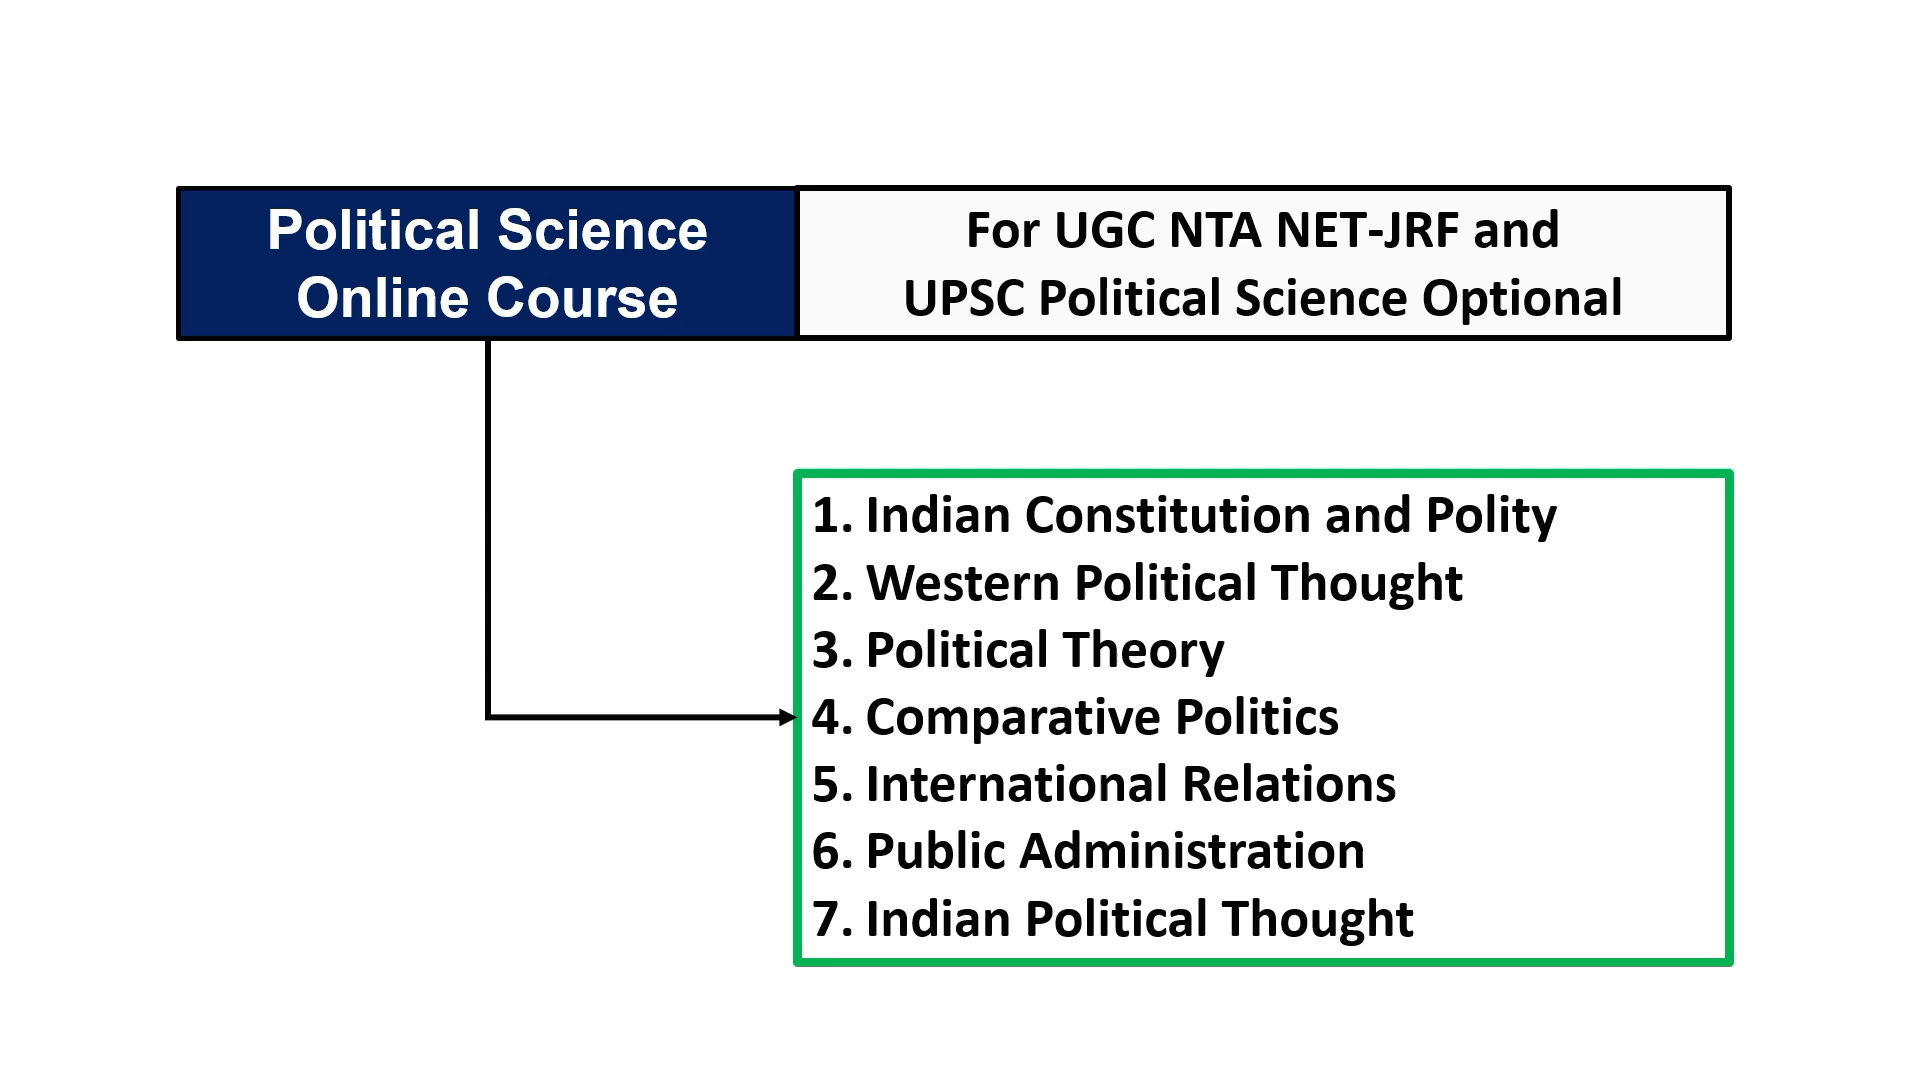 Political Science
Online Course
For UGC NTA NET-JRF and
UPSC Political Science Optional
1. Indian Constitution and Polity
2. Western Political Thought
3. Political Theory
4. Comparative Politics
5. International Relations
6. Public Administration
7. Indian Political Thought